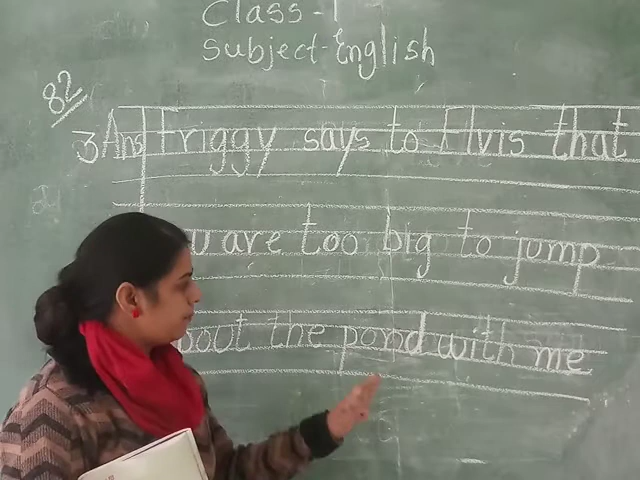 Class-1
Subject-English
82
3 Ans Friggy says to Elvis that
are too big to jump
the pond with me